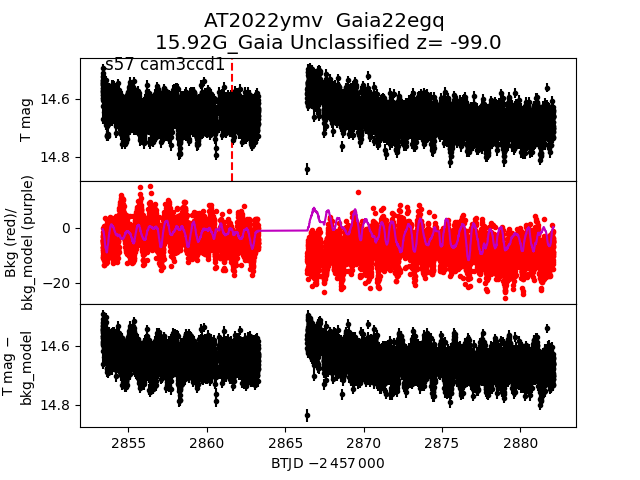 AT2022ymv  Gaia22egq
15.92G_Gaia Unclassified z= -99.0
s57 cam3ccd1
T mag
14.6
14.8
Bkg (red)/
bkg_model (purple)
0
−20
T mag −
bkg_model
14.6
14.8
2855
2860
2865
2870
2875
2880
BTJD −2 457 000